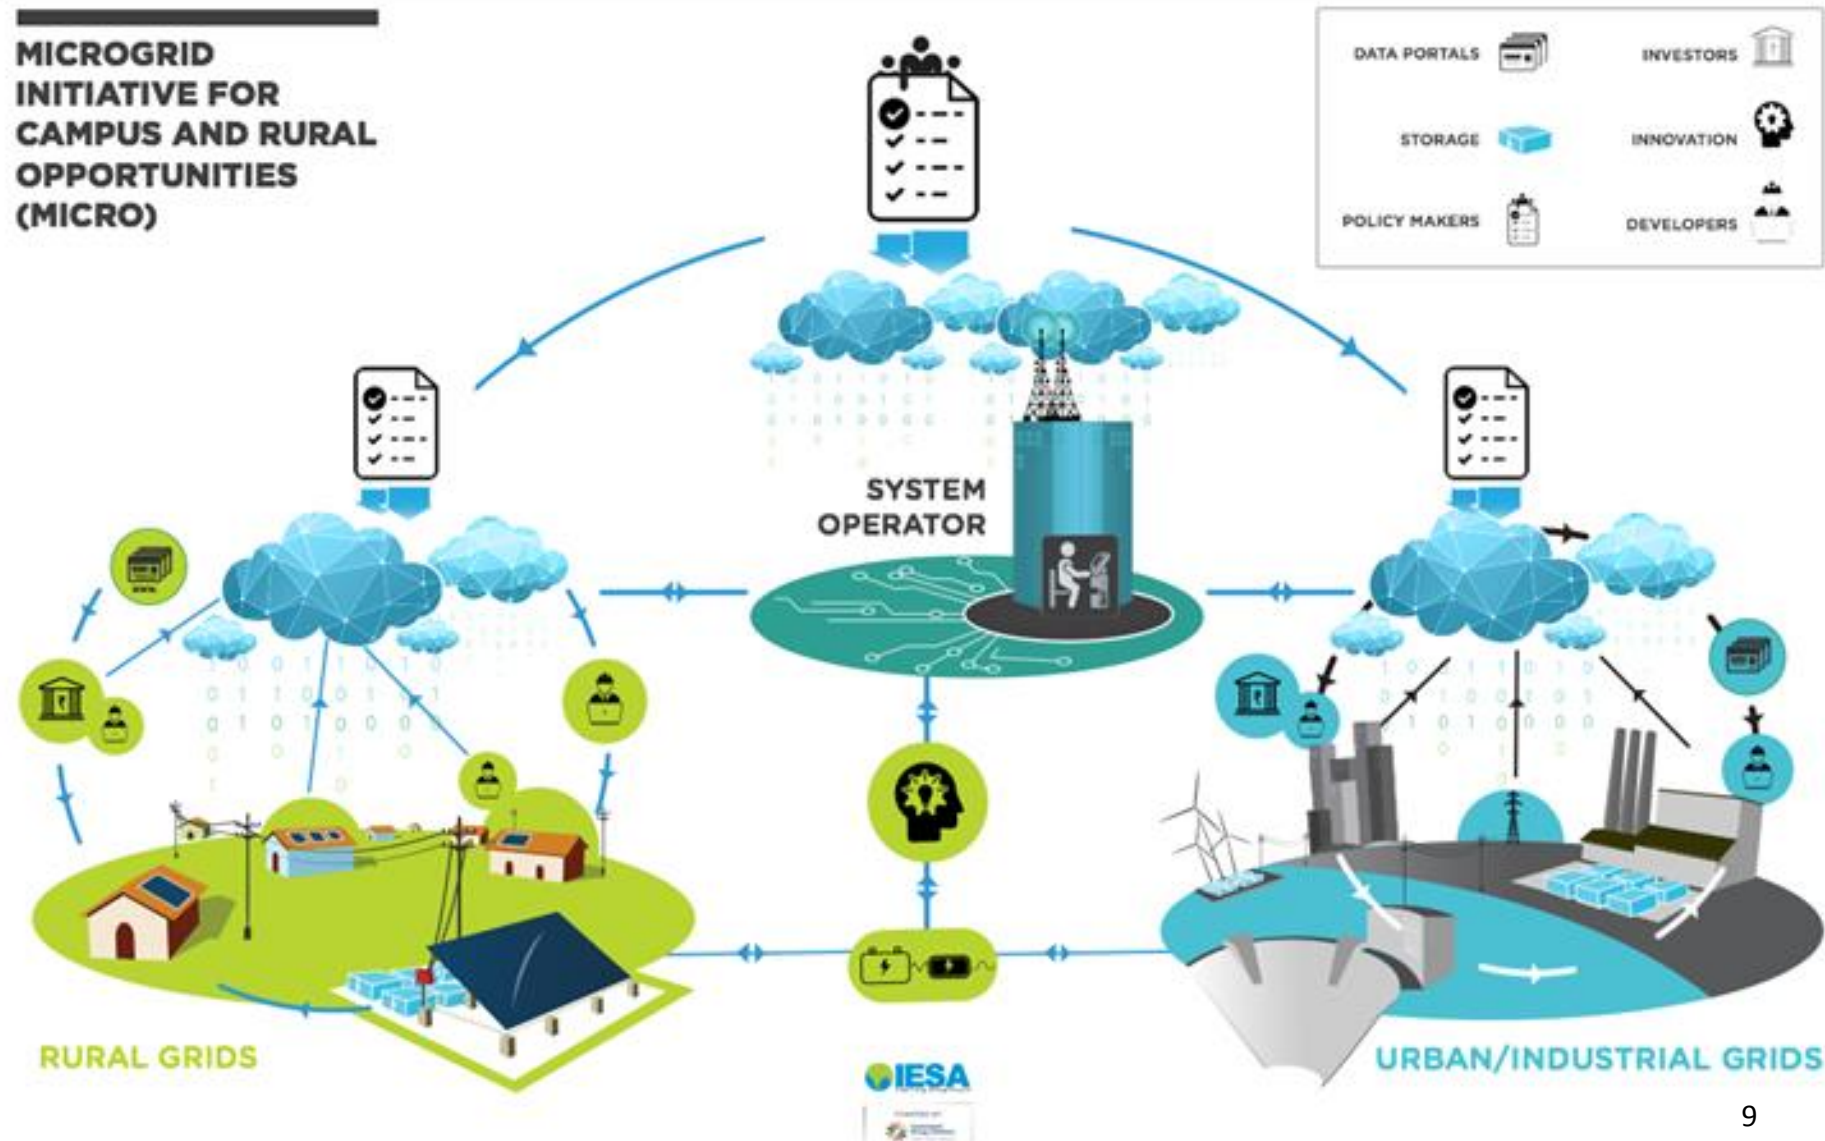 MICROGRID
INITIATIVE FOR
CAMPUS AND RURAL
OPPORTUNITIES
(MICRO)
DATA PORTALS
INVESTORS
STORAGE
INNOVATION
POLICY MAKERS
DEVELOPERS
SYSTEM
OPERATOR
RURAL GRIDS
URBAN/INDUSTRIAL GRIDS
IESA
9